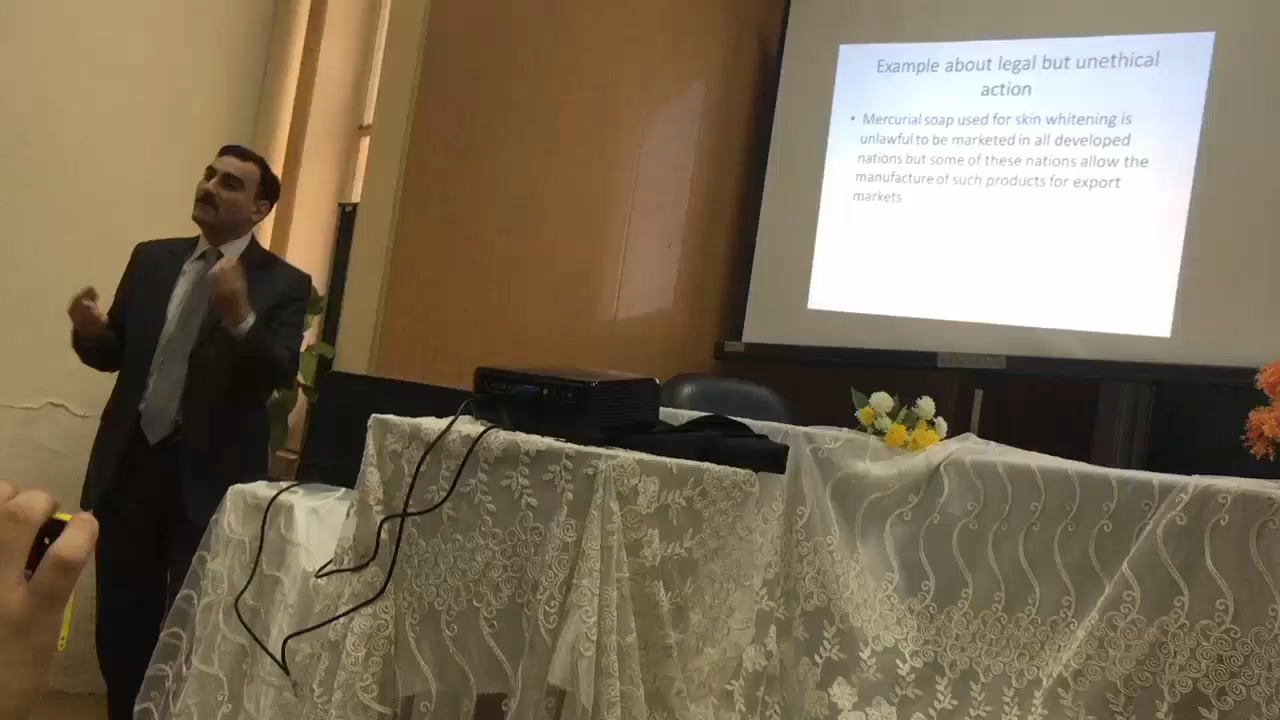 Example about legal but unethical
action
• Mercurial soap used for skin whitening is
unlawful to be marketed in all developed
nations but some of these nations allow the
manufacture of such products for export
markets